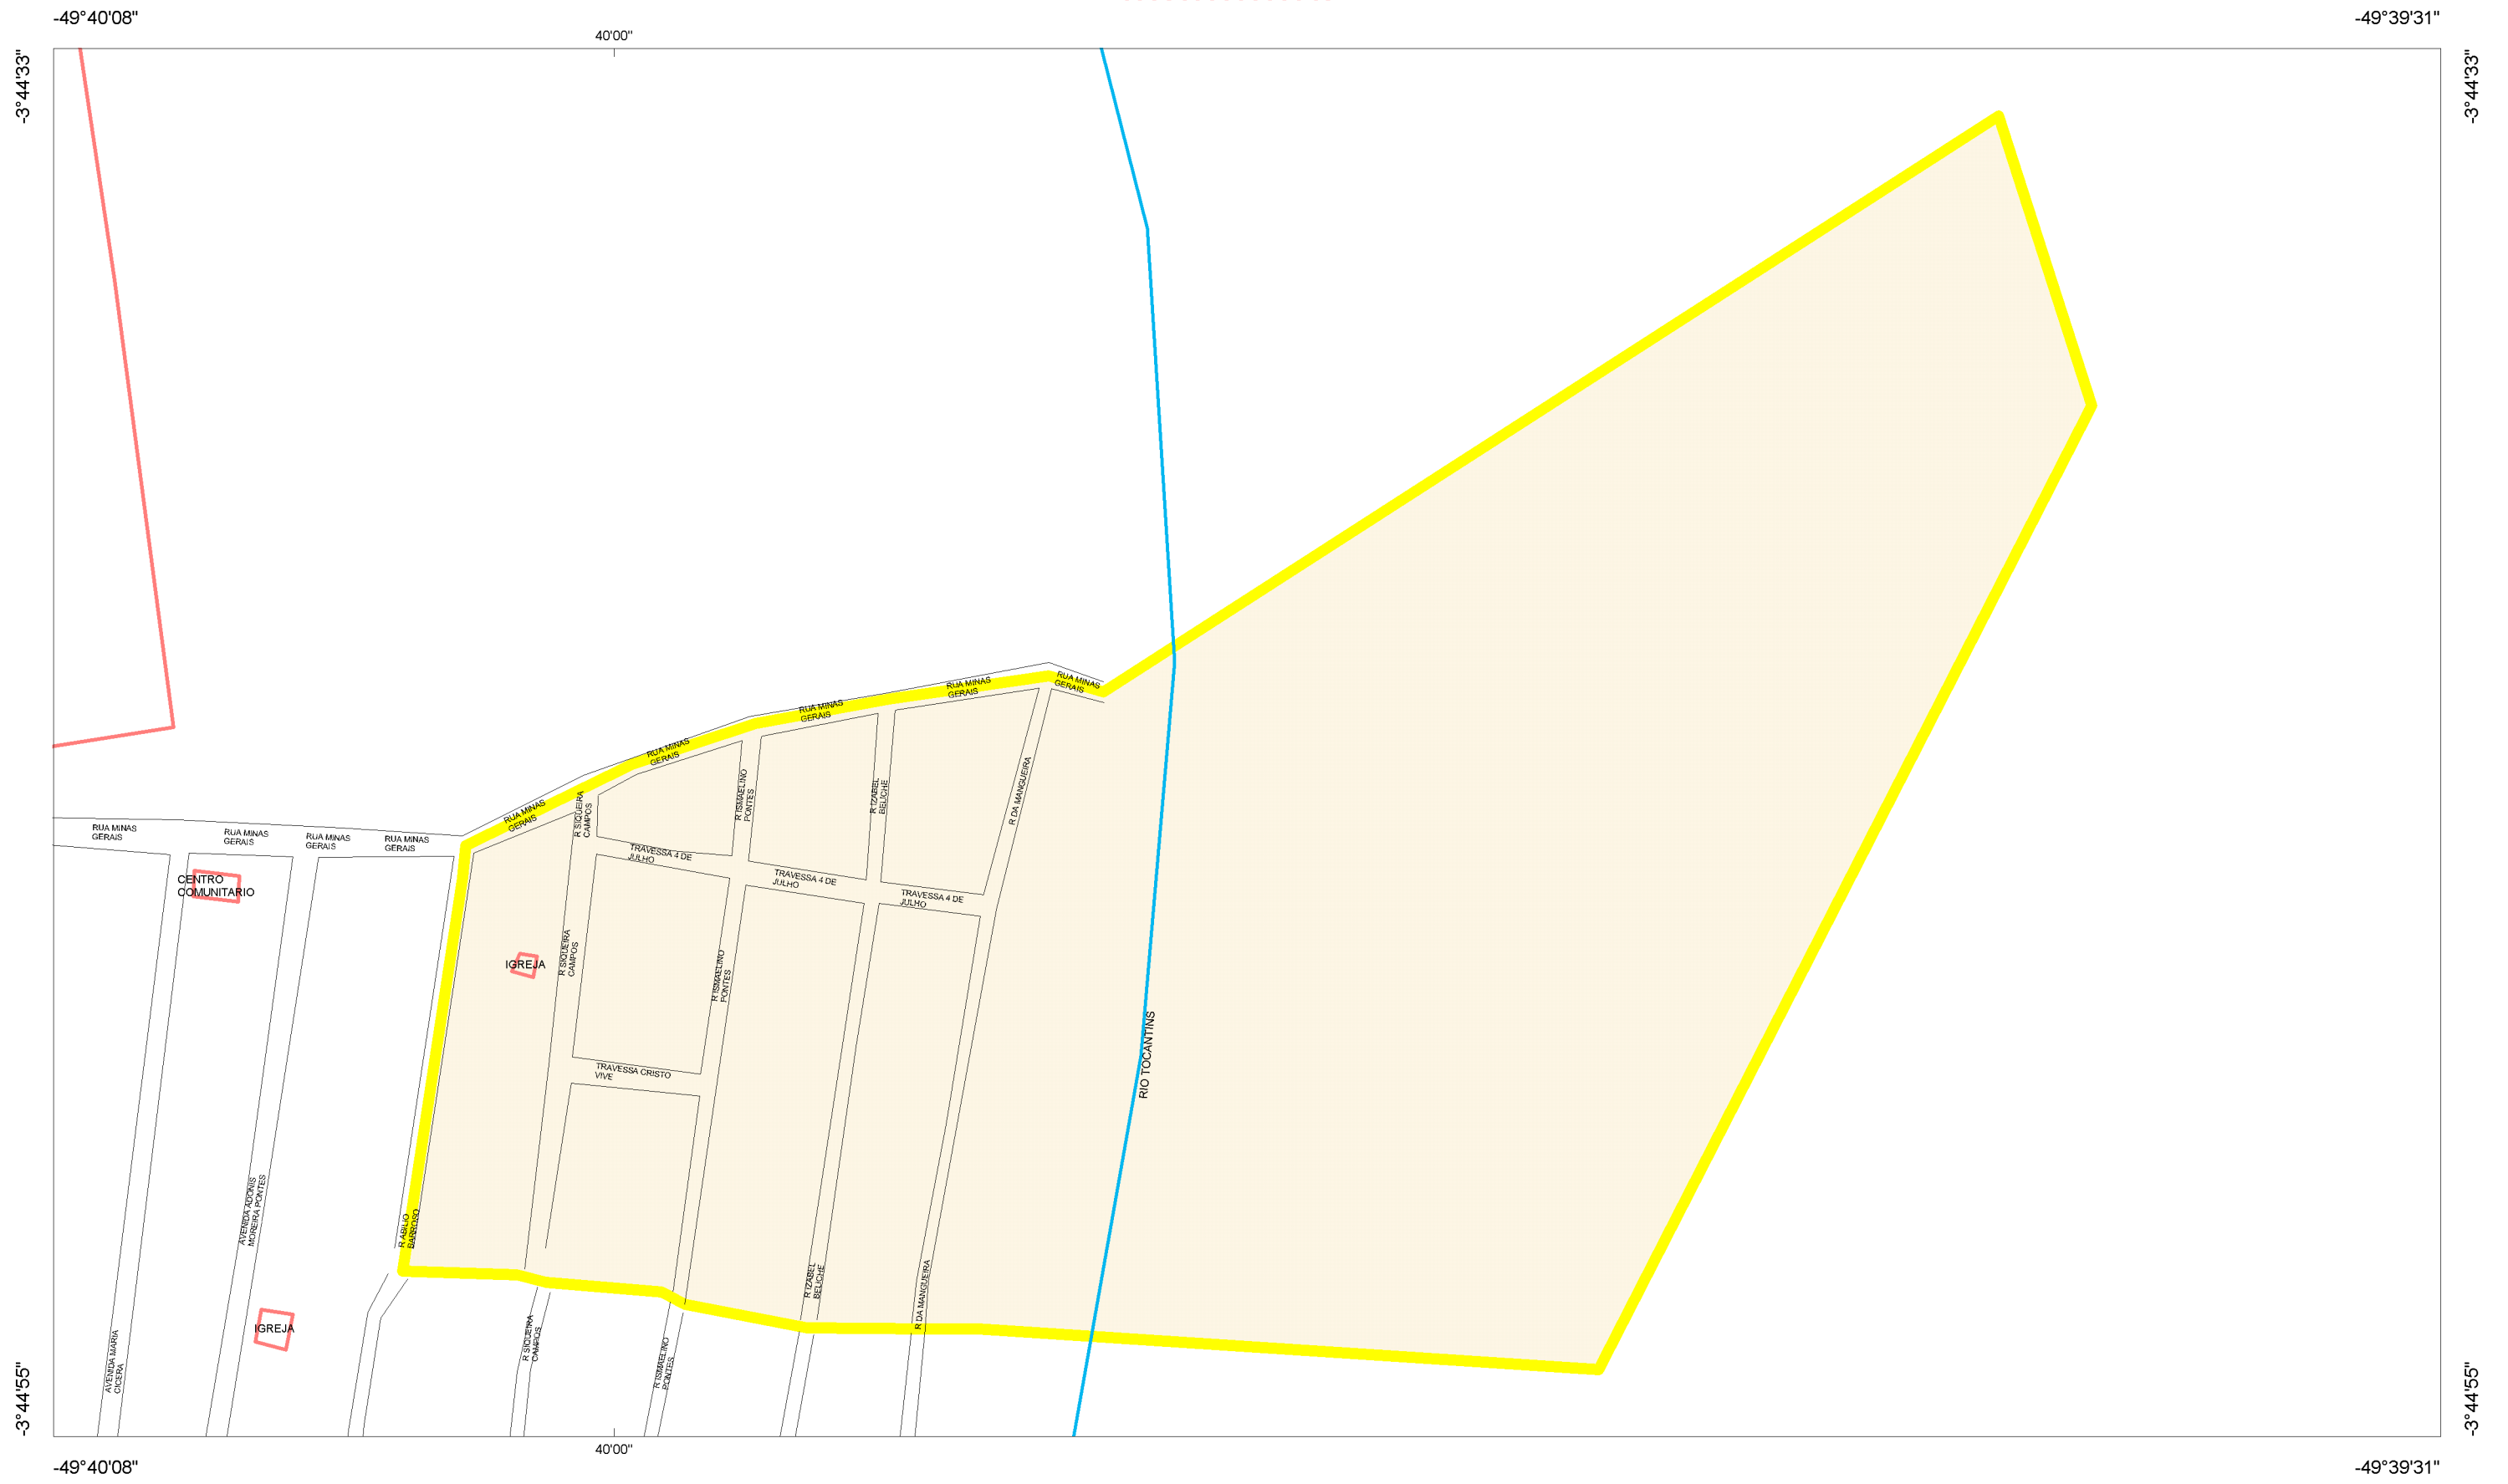 -49°40'08"
-49°39'31"
40'00"
-3°44'33"
-3°44'33"
RUA MINAS
GERAIS
RUA MINAS
GERAIS
RUA MINAS
GERAIS
RUA MINAS
GERAIS
RUA MINAS
GERAIS
R DA MANGUEIRA
R ISMAELINO
PONTES
R IZABEL
BELICHE
R SIQUEIRA
CAMPOS
RUA MINAS
GERAIS
RUA MINAS
GERAIS
RUA MINAS
GERAIS
RUA MINAS
GERAIS
TRAVESSA 4 DE
JULHO
TRAVESSA 4 DE
JULHO
TRAVESSA 4 DE
JULHO
CENTRO
COMUNITARIO
IGREJA
R SIQUEIRA
CAMPOS
R ISMAELINO
PONTES
RIO TOCANTINS
TRAVESSA CRISTO
VIVE
AVENIDA ADONIS
MOREIRA PONTES
R ABILIO
BARROSO
R IZABEL
BELICHE
R DA MANGUEIRA
IGREJA
R SIQUEIRA
CAMPOS
R ISMAELINO
PONTES
AVENIDA MARIA
CICERA
-3°44'55"
-3°44'55"
40'00"
-49°40'08"
-49°39'31"